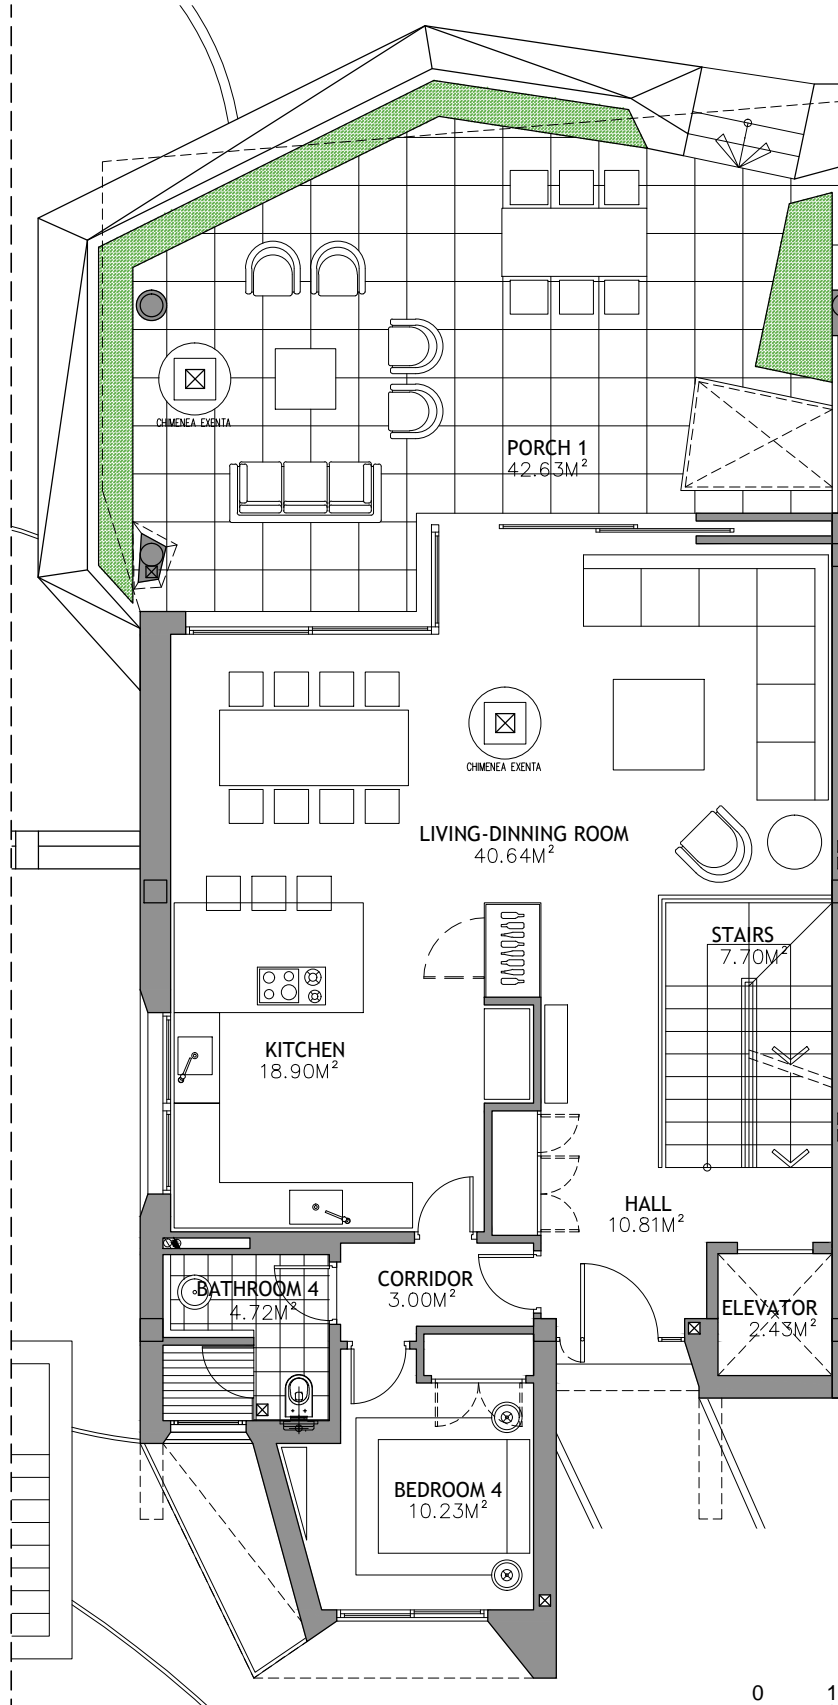 CHIMENEA EXENTA
PORCH 1
42.63M²
CHIMENEA EXENTA
LIVING-DINNING ROOM
40.64M²
STAIRS
7.70M²
KITCHEN
18.90M²
HALL
10.81M²
BATHROOM 4
4.72M²
CORRIDOR
3.00M²
ELEVATOR
2.43M²
BEDROOM 4
10.23M²
0 1